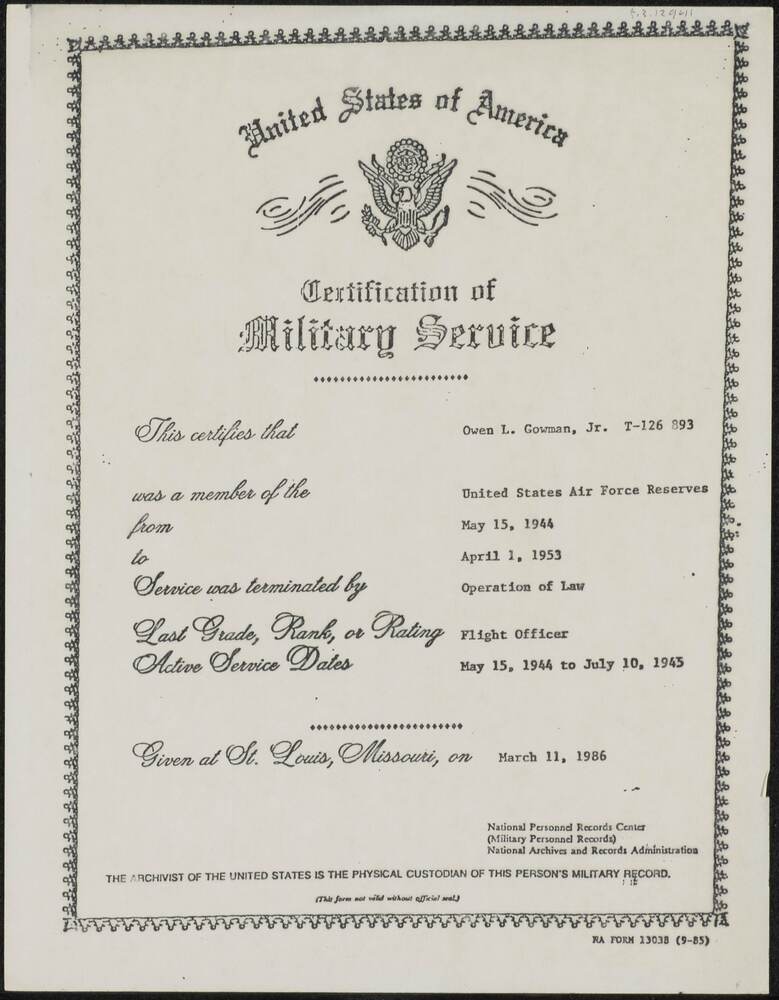 United States of America
Certification of
Military Service
This certifies that Owen L. Gowman, Jr. T-126 893
was a member of the United States Air Force Reserves
from May 15, 1944
to April 1, 1953
Service was terminated by Operation of Law
Last Grade, Rank, or Rating Flight Officer
Active Service Dates May 15, 1944 to July 10, 1945
Given at St. Louis, Missouri, on March 11, 1986
National Personnel Records Center
(Military Personnel Records)
National Archives and Records Administration
THE ARCHIVIST OF THE UNITED STATES IS THE PHYSICAL CUSTODIAN OF THIS PERSON'S MILITARY RECORD.
(This form not valid without official seal)
NA FORM 13038 (9-85)